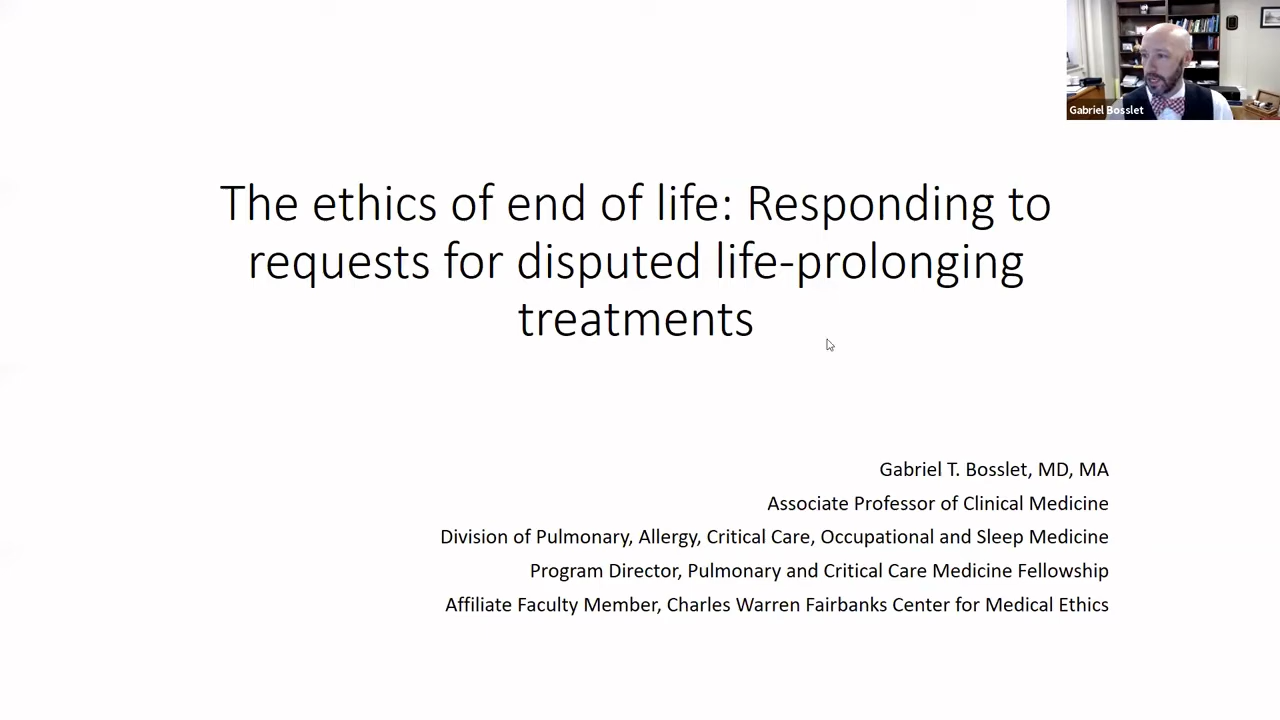 Gabriel Bosslet
The ethics of end of life: Responding to
requests for disputed life-prolonging
treatments
Gabriel T. Bosslet, MD, MA
Associate Professor of Clinical Medicine
Division of Pulmonary, Allergy, Critical Care, Occupational and Sleep Medicine
Program Director, Pulmonary and Critical Care Medicine Fellowship
Affiliate Faculty Member, Charles Warren Fairbanks Center for Medical Ethics